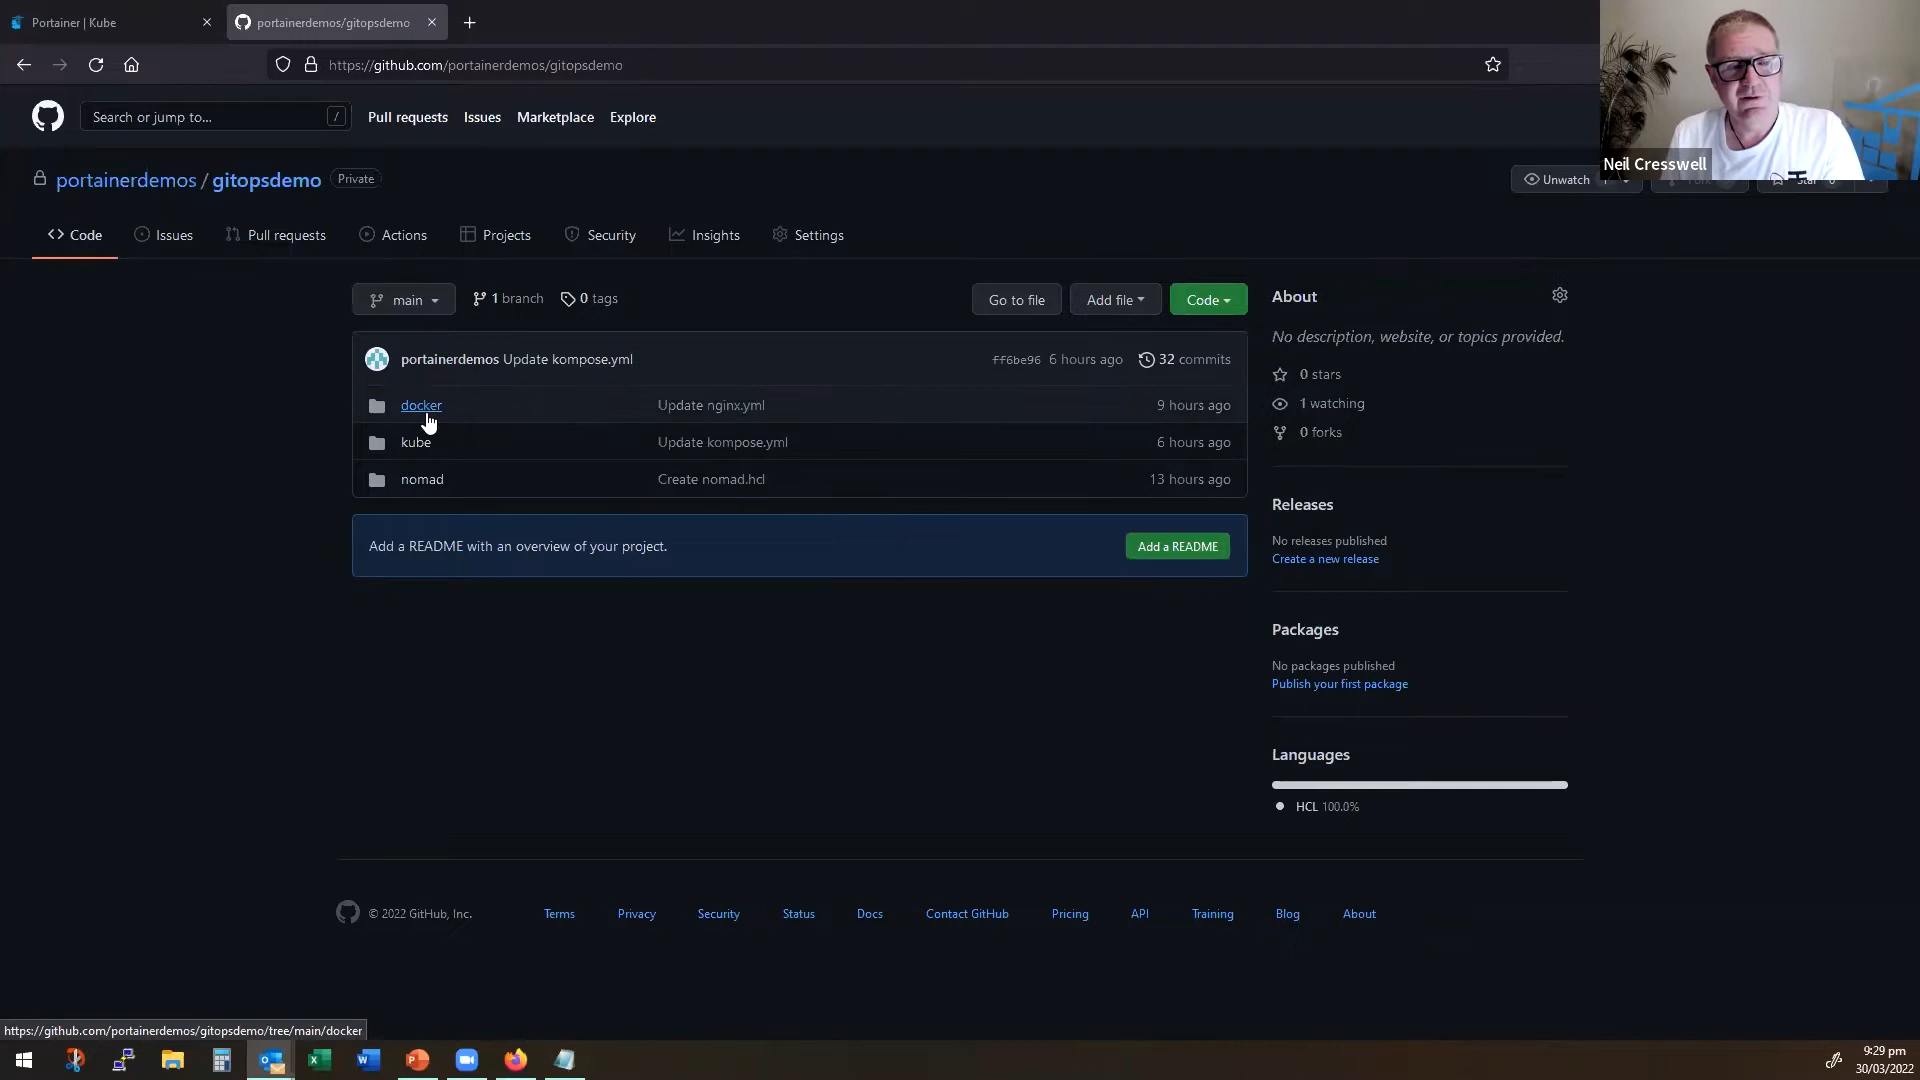 Portainer | Kube
portainerdemos/gitopsdemo
https://github.com/portainerdemos/gitopsdemo
Search or jump to... /
Pull requests Issues Marketplace Explore
Neil Cresswell
portainerdemos / gitopsdemo Private
Unwatch
Code Issues Pull requests Actions Projects Security Insights Settings
main 1 branch 0 tags Go to file Add file Code
portainerdemos Update kompose.yml ff6be96 6 hours ago 32 commits
docker Update nginx.yml 9 hours ago
kube Update kompose.yml 6 hours ago
nomad Create nomad.hcl 13 hours ago
Add a README with an overview of your project. Add a README
About
No description, website, or topics provided.
0 stars
1 watching
0 forks
Releases
No releases published
Create a new release
Packages
No packages published
Publish your first package
Languages
HCL 100.0%
© 2022 GitHub, Inc. Terms Privacy Security Status Docs Contact GitHub Pricing API Training Blog About
https://github.com/portainerdemos/gitopsdemo/tree/main/docker
9:29 pm
30/03/2022